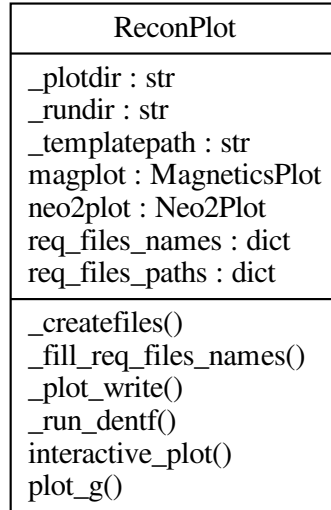 ReconPlot
_plotdir : str
_rundir : str
_templatepath : str
magplot : MagneticsPlot
neo2plot : Neo2Plot
req_files_names : dict
req_files_paths : dict
_createfiles()
_fill_req_files_names()
_plot_write()
_run_dentf()
interactive_plot()
plot_g()